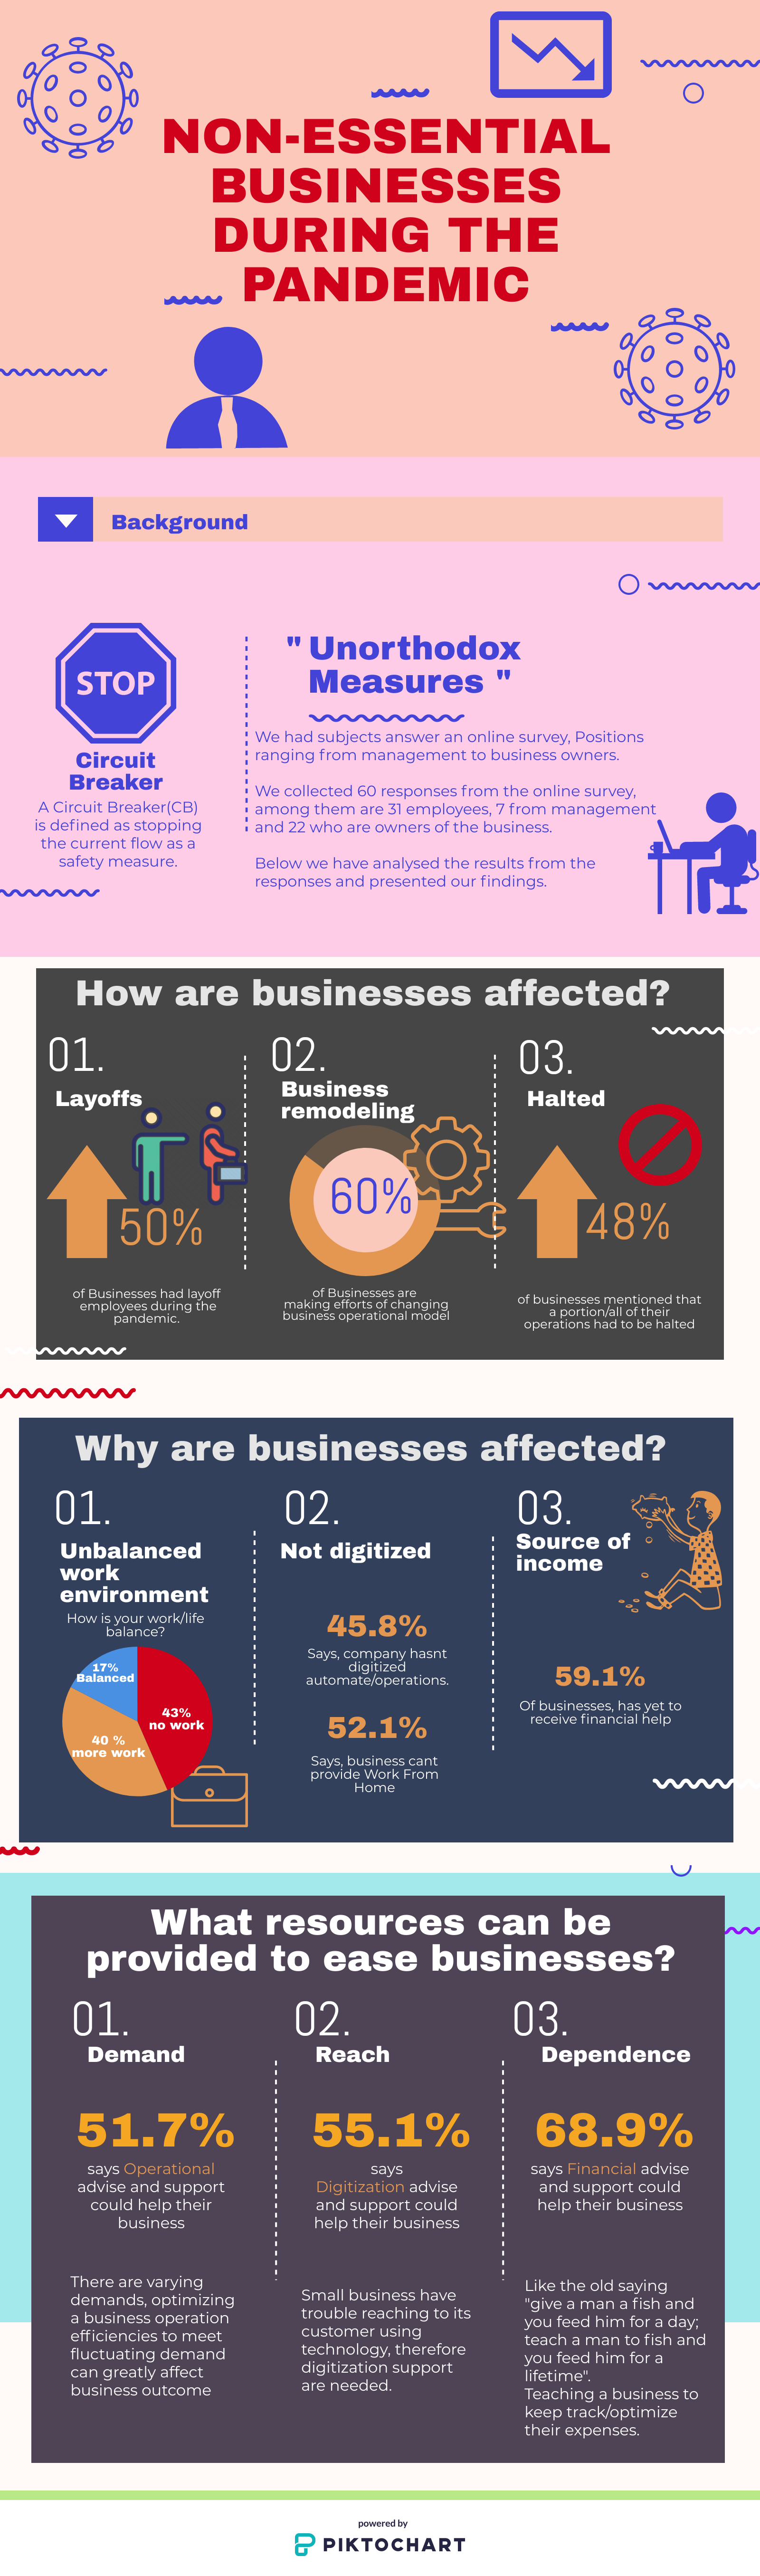 NON-ESSENTIAL
BUSINESSES
DURING THE
PANDEMIC
Background
STOP
Circuit
Breaker
A Circuit Breaker(CB)
is defined as stopping
the current flow as a
safety measure.
" Unorthodox
Measures "
We had subjects answer an online survey, Positions
ranging from management to business owners.
We collected 60 responses from the online survey,
among them are 31 employees, 7 from management
and 22 who are owners of the business.
Below we have analysed the results from the
responses and presented our findings.
How are businesses affected?
01.
Layoffs
50%
of Businesses had layoff
employees during the
pandemic.
02.
Business
remodeling
60%
of Businesses are
making efforts of changing
business operational model
03.
Halted
48%
of businesses mentioned that
a portion/all of their
operations had to be halted
Why are businesses affected?
01.
Unbalanced
work
environment
How is your work/life
balance?
17%
Balanced
43%
no work
40 %
more work
02.
Not digitized
45.8%
Says, company hasnt
digitized
automate/operations.
52.1%
Says, business cant
provide Work From
Home
03.
Source of
income
59.1%
Of businesses, has yet to
receive financial help
What resources can be
provided to ease businesses?
01.
Demand
51.7%
says Operational
advise and support
could help their
business
There are varying
demands, optimizing
a business operation
efficiencies to meet
fluctuating demand
can greatly affect
business outcome
02.
Reach
55.1%
says
Digitization advise
and support could
help their business
Small business have
trouble reaching to its
customer using
technology, therefore
digitization support
are needed.
03.
Dependence
68.9%
says Financial advise
and support could
help their business
Like the old saying
"give a man a fish and
you feed him for a day;
teach a man to fish and
you feed him for a
lifetime".
Teaching a business to
keep track/optimize
their expenses.
powered by
PIKTOCHART